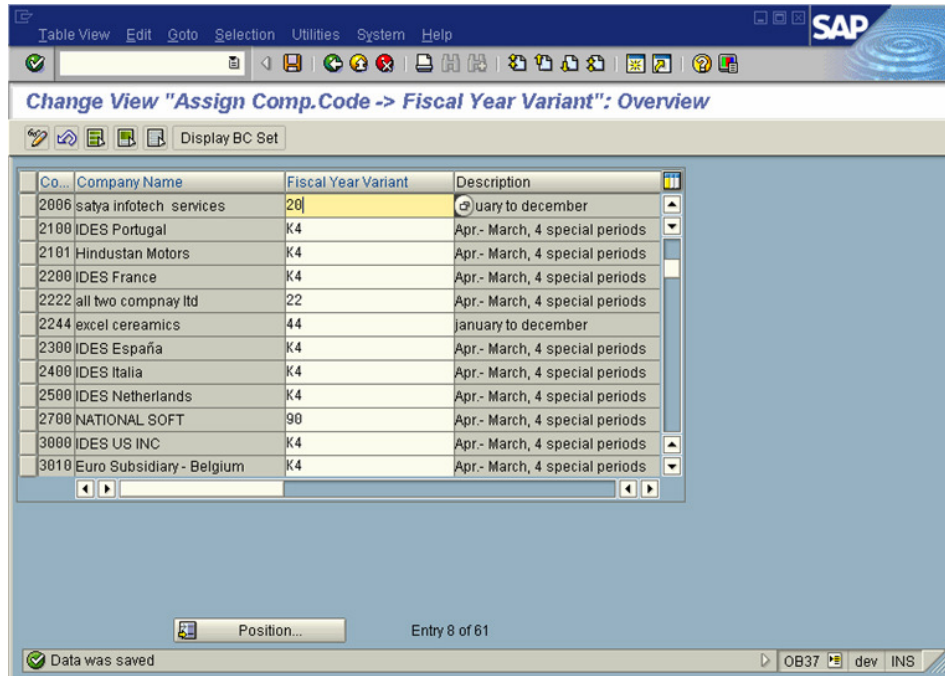 Table View Edit Goto Selection Utilities System Help
SAP
Change View "Assign Comp.Code -> Fiscal Year Variant": Overview
Display BC Set
Co... Company Name Fiscal Year Variant Description
2006 satya infotech services 20 uary to december
2100 IDES Portugal K4 Apr.- March, 4 special periods
2101 Hindustan Motors K4 Apr.- March, 4 special periods
2200 IDES France K4 Apr.- March, 4 special periods
2222 all two compnay ltd 22 Apr.- March, 4 special periods
2244 excel cereamics 44 january to december
2300 IDES España K4 Apr.- March, 4 special periods
2400 IDES Italia K4 Apr.- March, 4 special periods
2500 IDES Netherlands K4 Apr.- March, 4 special periods
2700 NATIONAL SOFT 90 Apr.- March, 4 special periods
3000 IDES US INC K4 Apr.- March, 4 special periods
3010 Euro Subsidiary - Belgium K4 Apr.- March, 4 special periods
Position... Entry 8 of 61
Data was saved OB37 dev INS